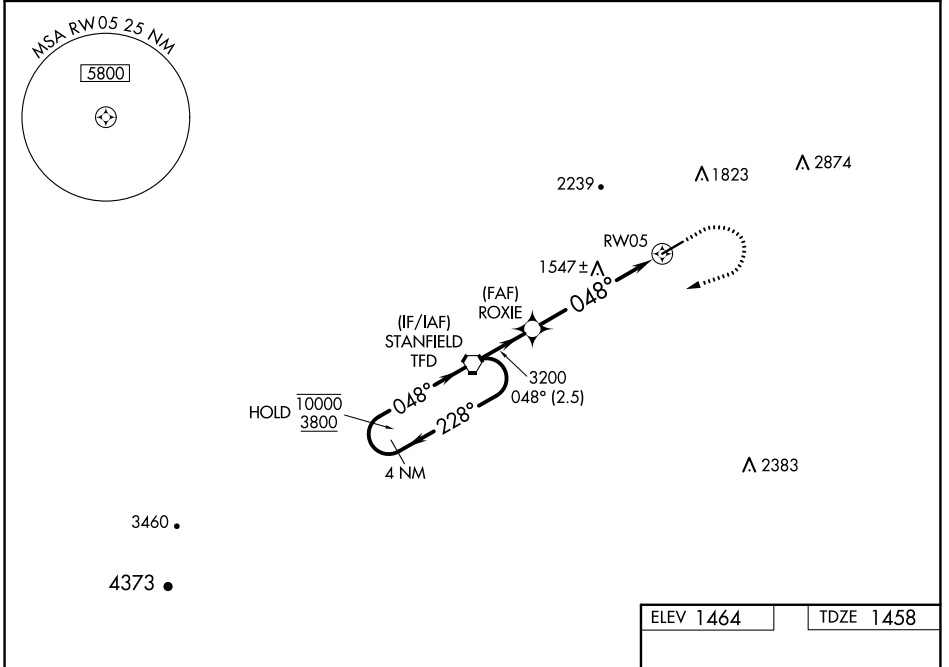 MSA RW05 25 NM
5800
2239
1823
2874
RW05
1547±
048°
(FAF)
ROXIE
(IF/IAF)
STANFIELD
TFD
3200
048° (2.5)
HOLD 10000
3800
048°
228°
4 NM
2383
3460
4373
ELEV 1464
TDZE 1458